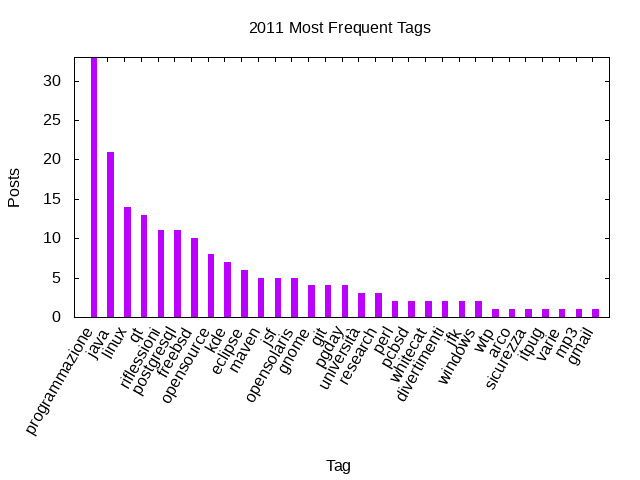 2011 Most Frequent Tags
Posts
30
25
20
15
10
5
0
programmazione
java
linux
qt
riflessioni
postgresql
freebsd
opensource
kde
eclipse
maven
jsf
opensolaris
gnome
git
pgday
università
research
perl
pcbsd
whitecat
divertimenti
jfk
windows
wtp
arco
sicurezza
itpug
varie
mp3
gmail
Tag